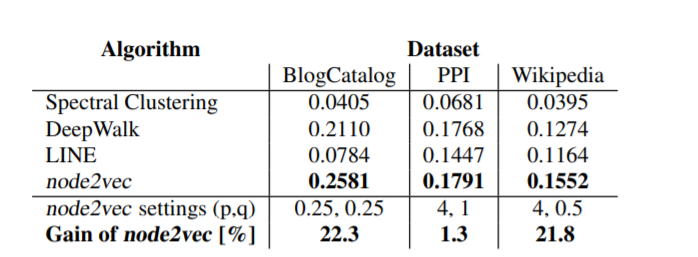 Algorithm Dataset
BlogCatalog PPI Wikipedia
Spectral Clustering 0.0405 0.0681 0.0395
DeepWalk 0.2110 0.1768 0.1274
LINE 0.0784 0.1447 0.1164
node2vec 0.2581 0.1791 0.1552
node2vec settings (p,q) 0.25, 0.25 4, 1 4, 0.5
Gain of node2vec [%] 22.3 1.3 21.8